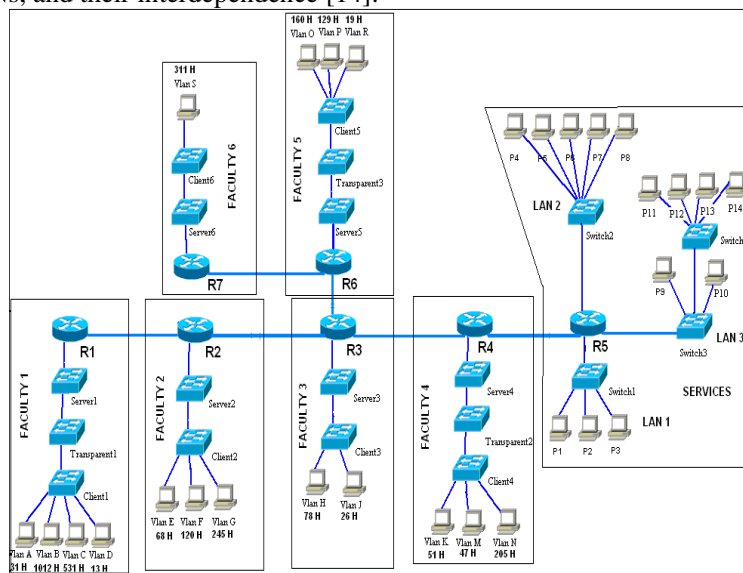 Ns, and their interdependence [14].
160 H 129 H 19 H
Vlan O Vlan P Vlan R
311 H
Vlan S
Client5
Client6
Transparent3
Server6
Server5
FACULTY 6
FACULTY 5
R7
R6
P4 P5 P6 P7 P8
LAN 2
Switch2
P11 P12 P13 P14
Switch
P9 P10
LAN 3
Switch3
R1
R2
R3
R4
R5
Switch1
SERVICES
LAN 1
P1 P2 P3
FACULTY 1
Server1
Transparent1
Client1
Vlan A Vlan B Vlan C Vlan D
31 H 1012 H 531 H 13 H
FACULTY 2
Server2
Client2
Vlan E Vlan F Vlan G
68 H 120 H 245 H
FACULTY 3
Server3
Client3
Vlan H Vlan J
78 H 26 H
FACULTY 4
Server4
Transparent2
Client4
Vlan K Vlan M Vlan N
51 H 47 H 205 H